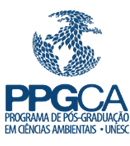 PPGCA
PROGRAMA DE PÓS-GRADUAÇÃO
EM CIÊNCIAS AMBIENTAIS • UNESC